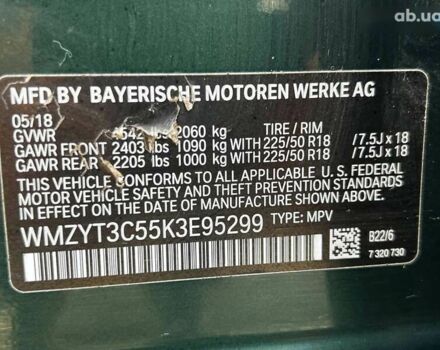 ab.ua
MFD BY BAYERISCHE MOTOREN WERKE AG
05/18
GVWR 4542 lbs 2060 kg TIRE / RIM
GAWR FRONT 2403 lbs 1090 kg WITH 225/50 R18 /7.5J x 18
GAWR REAR 2205 lbs 1000 kg WITH 225/50 R18 /7.5J x 18
THIS VEHICLE CONFORMS TO ALL APPLICABLE U.S. FEDERAL
MOTOR VEHICLE SAFETY, BUMPER, AND THEFT PREVENTION
STANDARDS IN EFFECT ON THE DATE OF MANUFACTURE SHOWN ABOVE.
WMZYT3C55K3E95299 TYPE: MPV
B22/6
7 320 730